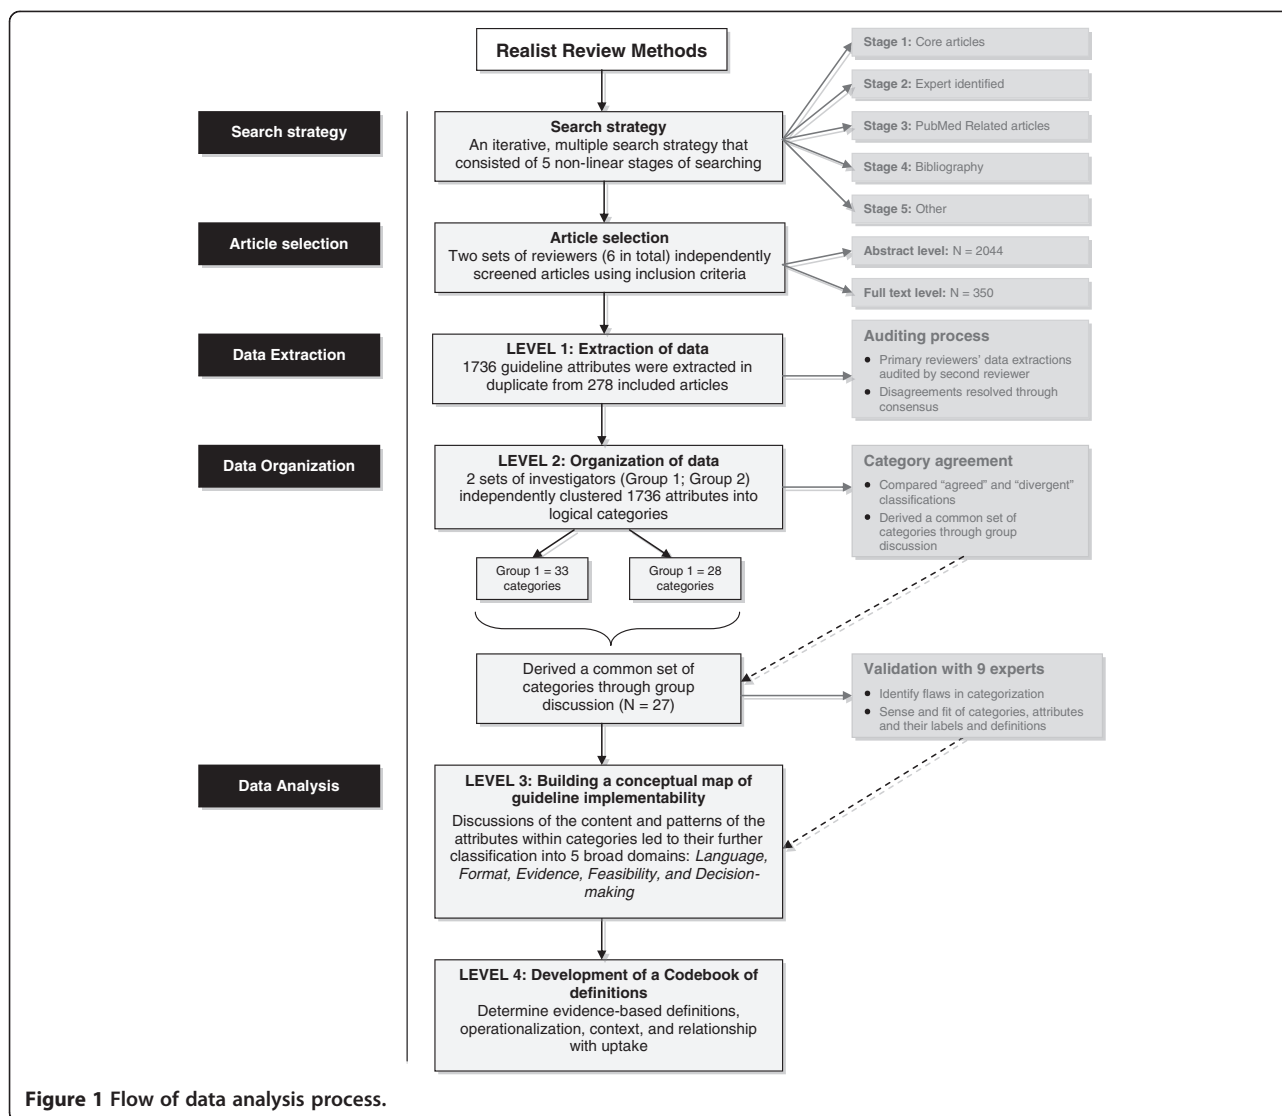 Realist Review Methods
Stage 1: Core articles
Stage 2: Expert identified
Stage 3: PubMed Related articles
Stage 4: Bibliography
Stage 5: Other
Search strategy
Search strategy
An iterative, multiple search strategy that
consisted of 5 non-linear stages of searching
Article selection
Article selection
Two sets of reviewers (6 in total) independently
screened articles using inclusion criteria
Abstract level: N = 2044
Full text level: N = 350
Data Extraction
LEVEL 1: Extraction of data
1736 guideline attributes were extracted in
duplicate from 278 included articles
Auditing process
• Primary reviewers' data extractions
audited by second reviewer
• Disagreements resolved through
consensus
Data Organization
LEVEL 2: Organization of data
2 sets of investigators (Group 1; Group 2)
independently clustered 1736 attributes into
logical categories
Category agreement
• Compared “agreed” and “divergent”
classifications
• Derived a common set of
categories through group
discussion
Group 1 = 33
categories
Group 1 = 28
categories
Derived a common set of
categories through group
discussion (N = 27)
Validation with 9 experts
• Identify flaws in categorization
• Sense and fit of categories, attributes
and their labels and definitions
Data Analysis
LEVEL 3: Building a conceptual map of
guideline implementability
Discussions of the content and patterns of the
attributes within categories led to their further
classification into 5 broad domains: Language,
Format, Evidence, Feasibility, and Decision-
making
LEVEL 4: Development of a Codebook of
definitions
Determine evidence-based definitions,
operationalization, context, and relationship
with uptake
Figure 1 Flow of data analysis process.